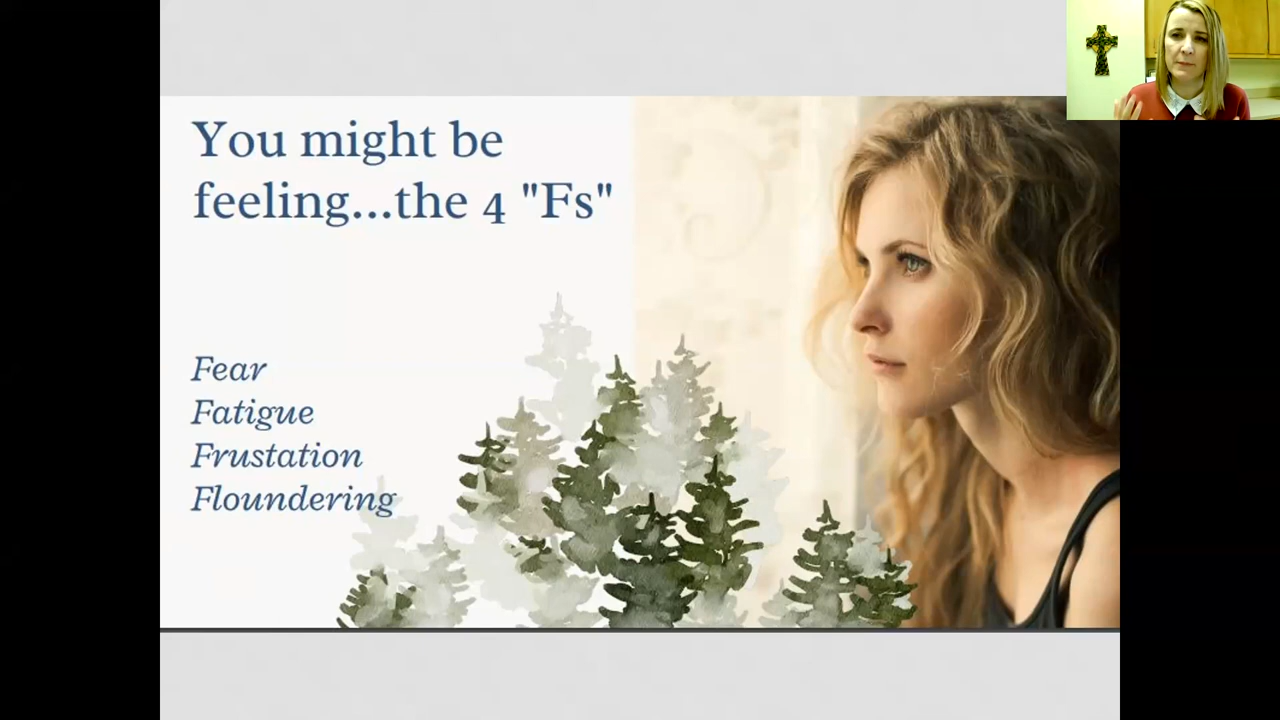 You might be
feeling...the 4 "Fs"
Fear
Fatigue
Frustation
Floundering